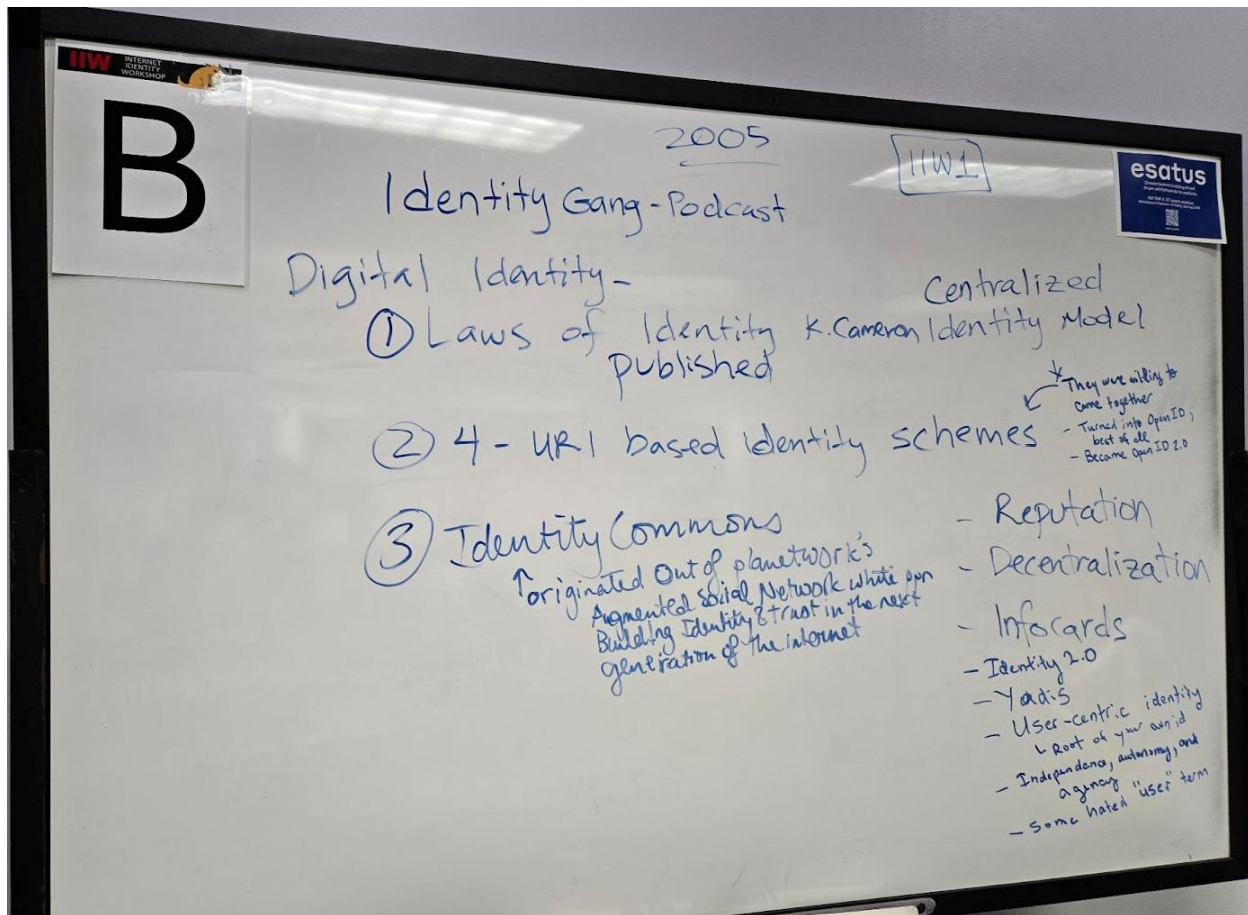 IIW INTERNET
IDENTITY
WORKSHOP
B
2005
IIW1
esatus
Identity Gang - Podcast
Digital Identity -
Centralized
Identity Model
① Laws of Identity K. Cameron
published
② 4 - URI based identity schemes
* They were willing to
come together
- Turned into OpenID,
best of all
- Became OpenID 2.0
③ Identity Commons
↑ originated out of planetwork's
Augmented Social Network white
Building Identity & trust in the next
generation of the internet
- Reputation
- Decentralization
- Infocards
- Identity 2.0
- Yadis
- User-centric identity
Root of your own id
- Independence, autonomy, and
agency
- Some hated "user" term